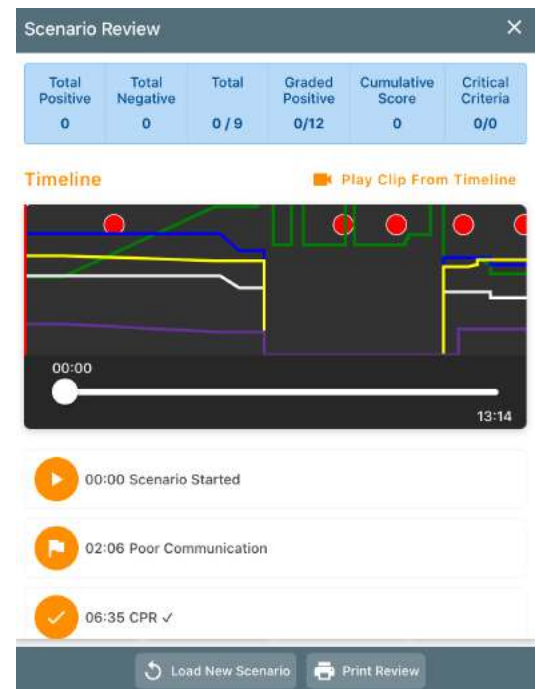 Scenario Review
Total Positive
0
Total Negative
0
Total
0 / 9
Graded Positive
0/12
Cumulative Score
0
Critical Criteria
0/0
Timeline
Play Clip From Timeline
00:00
13:14
00:00 Scenario Started
02:06 Poor Communication
06:35 CPR ✓
Load New Scenario
Print Review